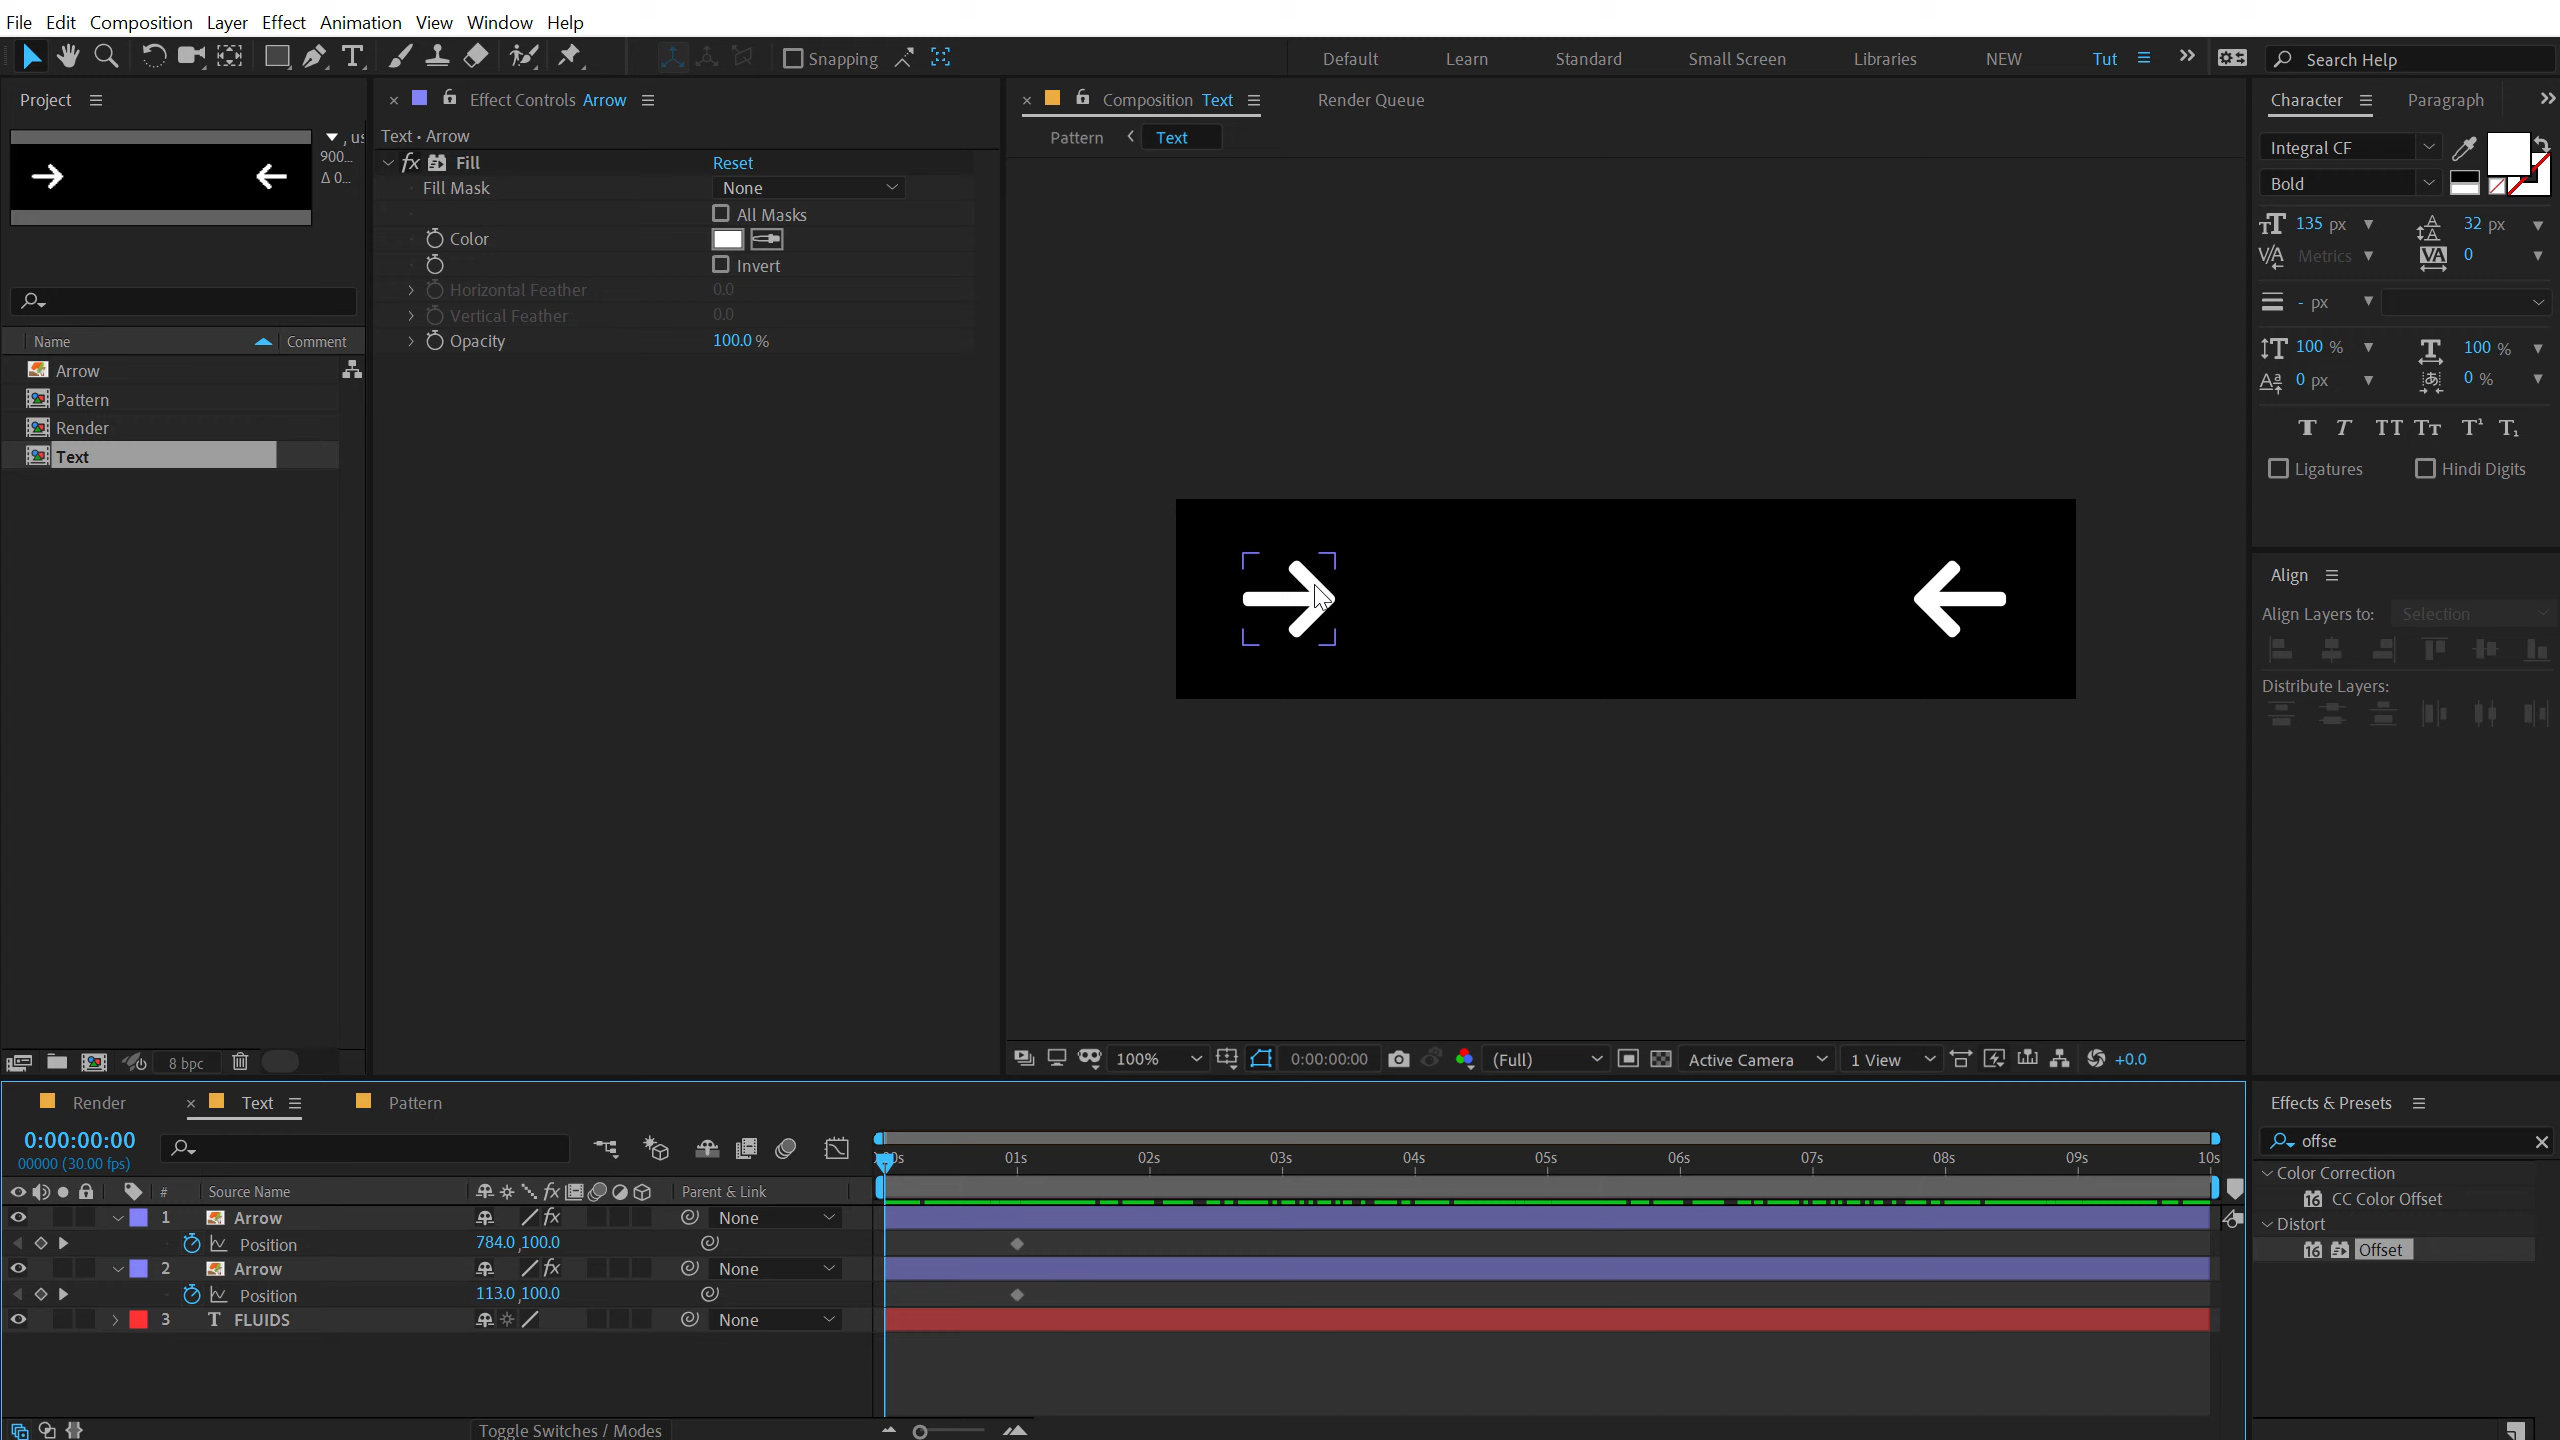 File Edit Composition Layer Effect Animation View Window Help
Snapping Default Learn Standard Small Screen Libraries NEW Tut Search Help
Project
Effect Controls Arrow
Composition Text
Render Queue
Character Paragraph
, us
900...
Δ 0...
Text • Arrow
Pattern Text
fx Fill Reset
Fill Mask None
All Masks
Color
Invert
Horizontal Feather 0.0
Vertical Feather 0.0
Opacity 100.0 %
Integral CF
Bold
135 px 32 px
Metrics 0
- px
100 % 100 %
0 px 0 %
Ligatures Hindi Digits
Name Comment
Arrow
Pattern
Render
Text
Align
Align Layers to: Selection
Distribute Layers:
8 bpc
100% 0:00:00:00 (Full) Active Camera 1 View +0.0
Render Text Pattern
0:00:00:00
00000 (30.00 fps)
:00s 01s 02s 03s 04s 05s 06s 07s 08s 09s 10s
# Source Name Parent & Link
1 Arrow None
Position 784.0 ,100.0
2 Arrow None
Position 113.0 ,100.0
3 T FLUIDS None
Toggle Switches / Modes
Effects & Presets
offse
Color Correction
CC Color Offset
Distort
Offset